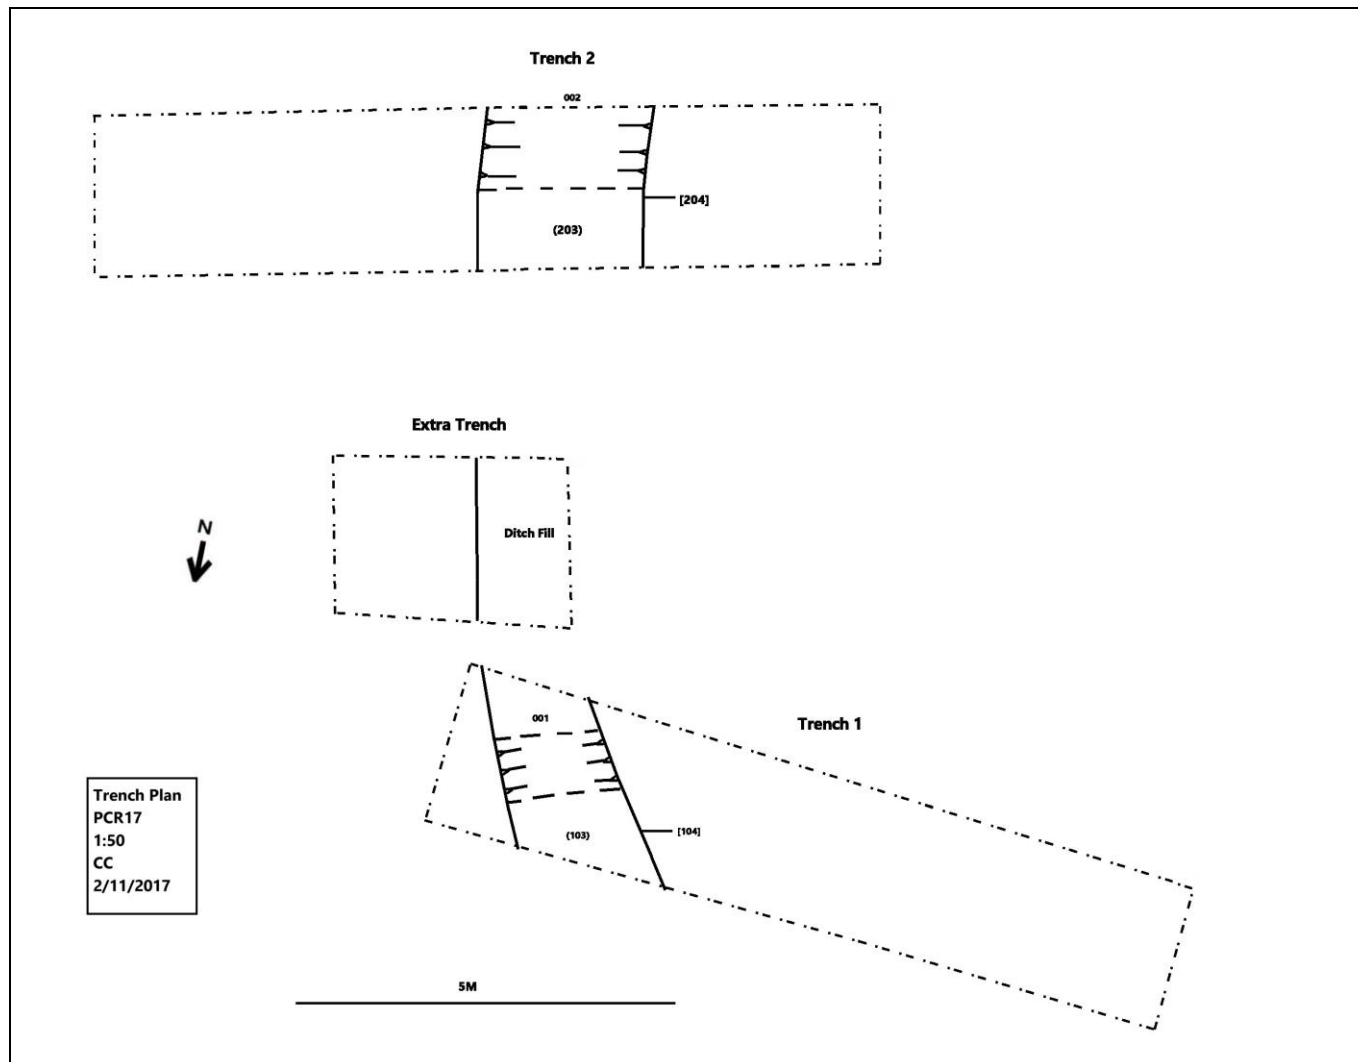 Trench 2
002
[204]
(203)
Extra Trench
Ditch Fill
N
001
Trench 1
(103)
[104]
Trench Plan
PCR17
1:50
CC
2/11/2017
5M